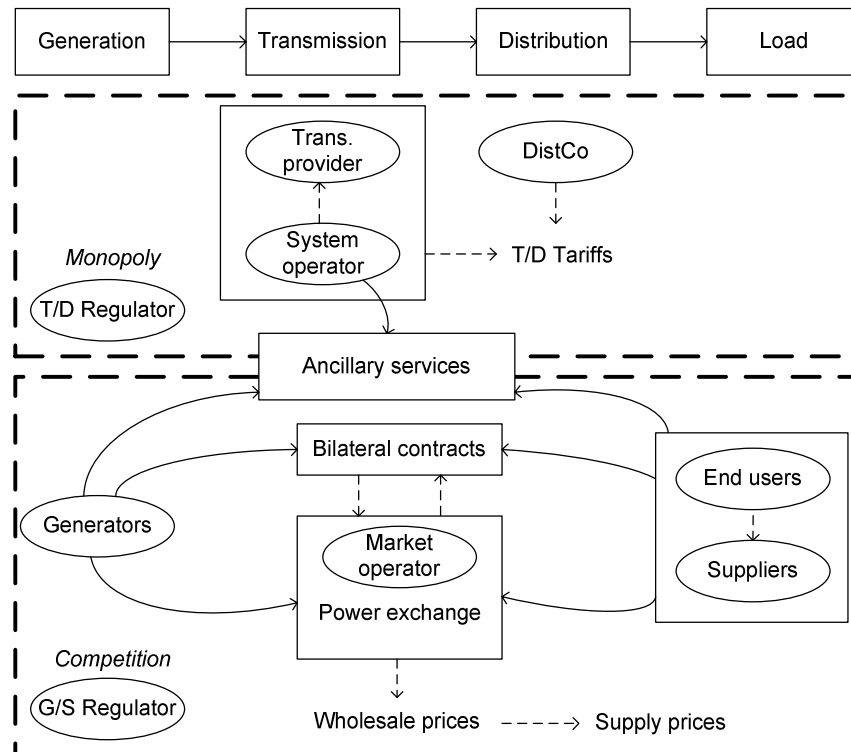 Generation
Transmission
Distribution
Load
Trans.
provider
DistCo
System
operator
T/D Tariffs
Monopoly
T/D Regulator
Ancillary services
Bilateral contracts
End users
Generators
Market
operator
Suppliers
Power exchange
Competition
G/S Regulator
Wholesale prices
Supply prices